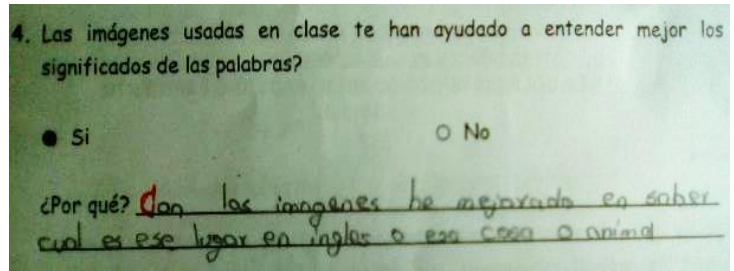 4. Las imágenes usadas en clase te han ayudado a entender mejor los
significados de las palabras?
Si No
¿Por qué? Con las imagenes he mejorado en saber
cual es ese lugar en ingles o esa cosa o animal